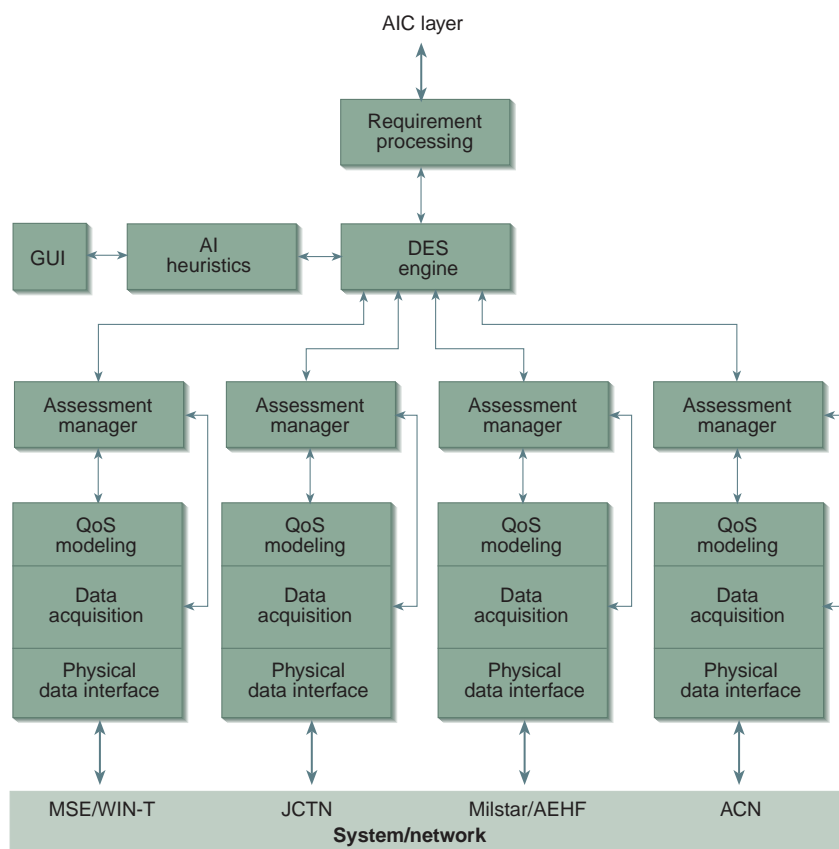 AIC layer
Requirement
processing
GUI
AI
heuristics
DES
engine
Assessment
manager
Assessment
manager
Assessment
manager
Assessment
manager
QoS
modeling
QoS
modeling
QoS
modeling
QoS
modeling
Data
acquisition
Data
acquisition
Data
acquisition
Data
acquisition
Physical
data interface
Physical
data interface
Physical
data interface
Physical
data interface
MSE/WIN-T
JCTN
Milstar/AEHF
ACN
System/network